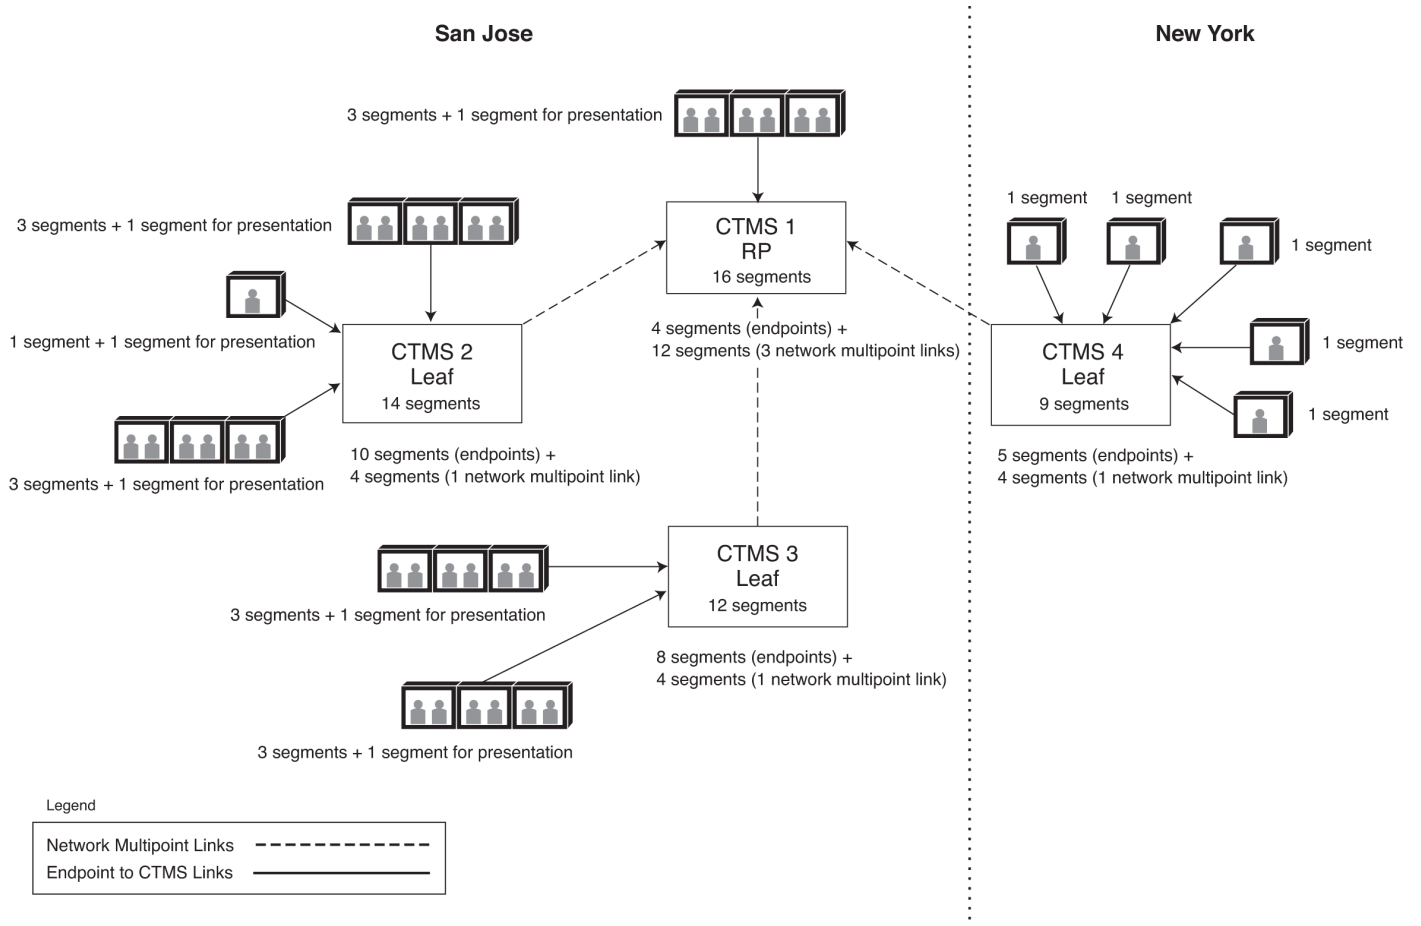 San Jose
New York
3 segments + 1 segment for presentation
CTMS 1
RP
16 segments
4 segments (endpoints) +
12 segments (3 network multipoint links)
3 segments + 1 segment for presentation
1 segment + 1 segment for presentation
3 segments + 1 segment for presentation
CTMS 2
Leaf
14 segments
10 segments (endpoints) +
4 segments (1 network multipoint link)
1 segment
1 segment
1 segment
1 segment
1 segment
CTMS 4
Leaf
9 segments
5 segments (endpoints) +
4 segments (1 network multipoint link)
3 segments + 1 segment for presentation
3 segments + 1 segment for presentation
CTMS 3
Leaf
12 segments
8 segments (endpoints) +
4 segments (1 network multipoint link)
Legend
Network Multipoint Links
Endpoint to CTMS Links